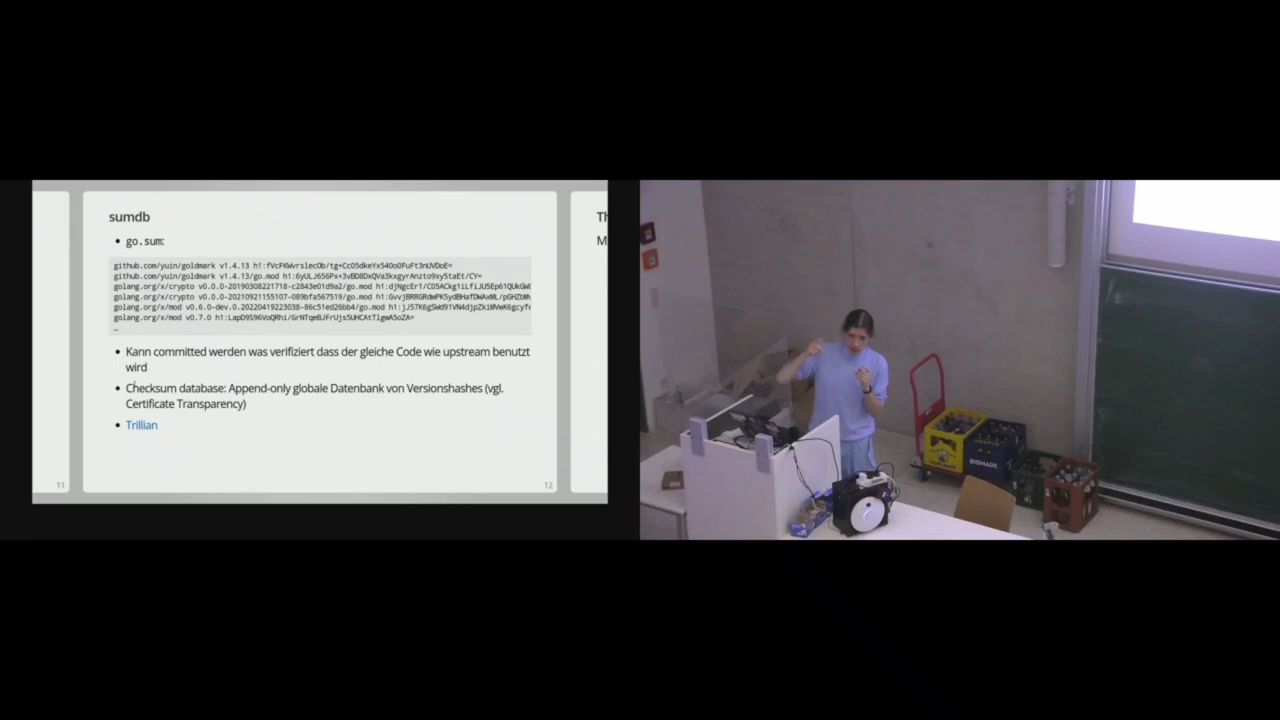 sumdb
• go.sum:
github.com/yuin/goldmark v1.4.13 h1:fVcFKWvrslecOb/tg+Cc05dkeYx540o0FuFt3nUVDoE=
github.com/yuin/goldmark v1.4.13/go.mod h1:6yULJ656Px+3vBD8DxQVa3kxgyrAnzto9xy5taEt/CY=
golang.org/x/crypto v0.0.0-20190308221718-c2843e01d9a2/go.mod h1:djNgcEr1/C05ACkg1iLfiJU5Ep61QUkGW8
golang.org/x/crypto v0.0.0-20210921155107-089bfa567519/go.mod h1:GvvjBRRGRdwPK5ydBHafDwAxML/pGHZbMv
golang.org/x/mod v0.6.0-dev.0.20220419223038-86c51ed26bb4/go.mod h1:jJ57K6gSWd91VN4djpZkiMVwK6gcyfe
golang.org/x/mod v0.7.0 h1:LapD9S96VoQRhi/GrNTqeBJFrUjs5UHCAtTlgwA5oZA=
…
• Kann committed werden was verifiziert dass der gleiche Code wie upstream benutzt
wird
• Checksum database: Append-only globale Datenbank von Versionshashes (vgl.
Certificate Transparency)
• Trillian
11
12
Th
M
BIONADE